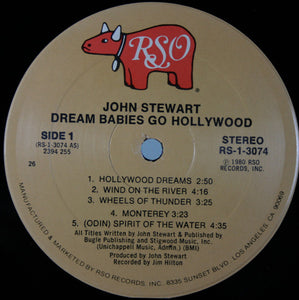 RSO
JOHN STEWART
DREAM BABIES GO HOLLYWOOD
SIDE 1
(RS-1-3074 AS)
2394 255
STEREO
RS-1-3074
℗ 1980 RSO
RECORDS, INC.
26
1. HOLLYWOOD DREAMS 2:50
2. WIND ON THE RIVER 4:16
3. WHEELS OF THUNDER 3:25
4. MONTEREY 3:23
5. (ODIN) SPIRIT OF THE WATER 4:35
All Titles Written by John Stewart & Published by
Bugle Publishing and Stigwood Music Inc.
(Unichappell Music, Admin.) (BMI)
Produced by John Stewart
Recorded by Jim Hilton
MANUFACTURED & MARKETED BY RSO RECORDS, INC. 8335 SUNSET BLVD. LOS ANGELES, CA 90069